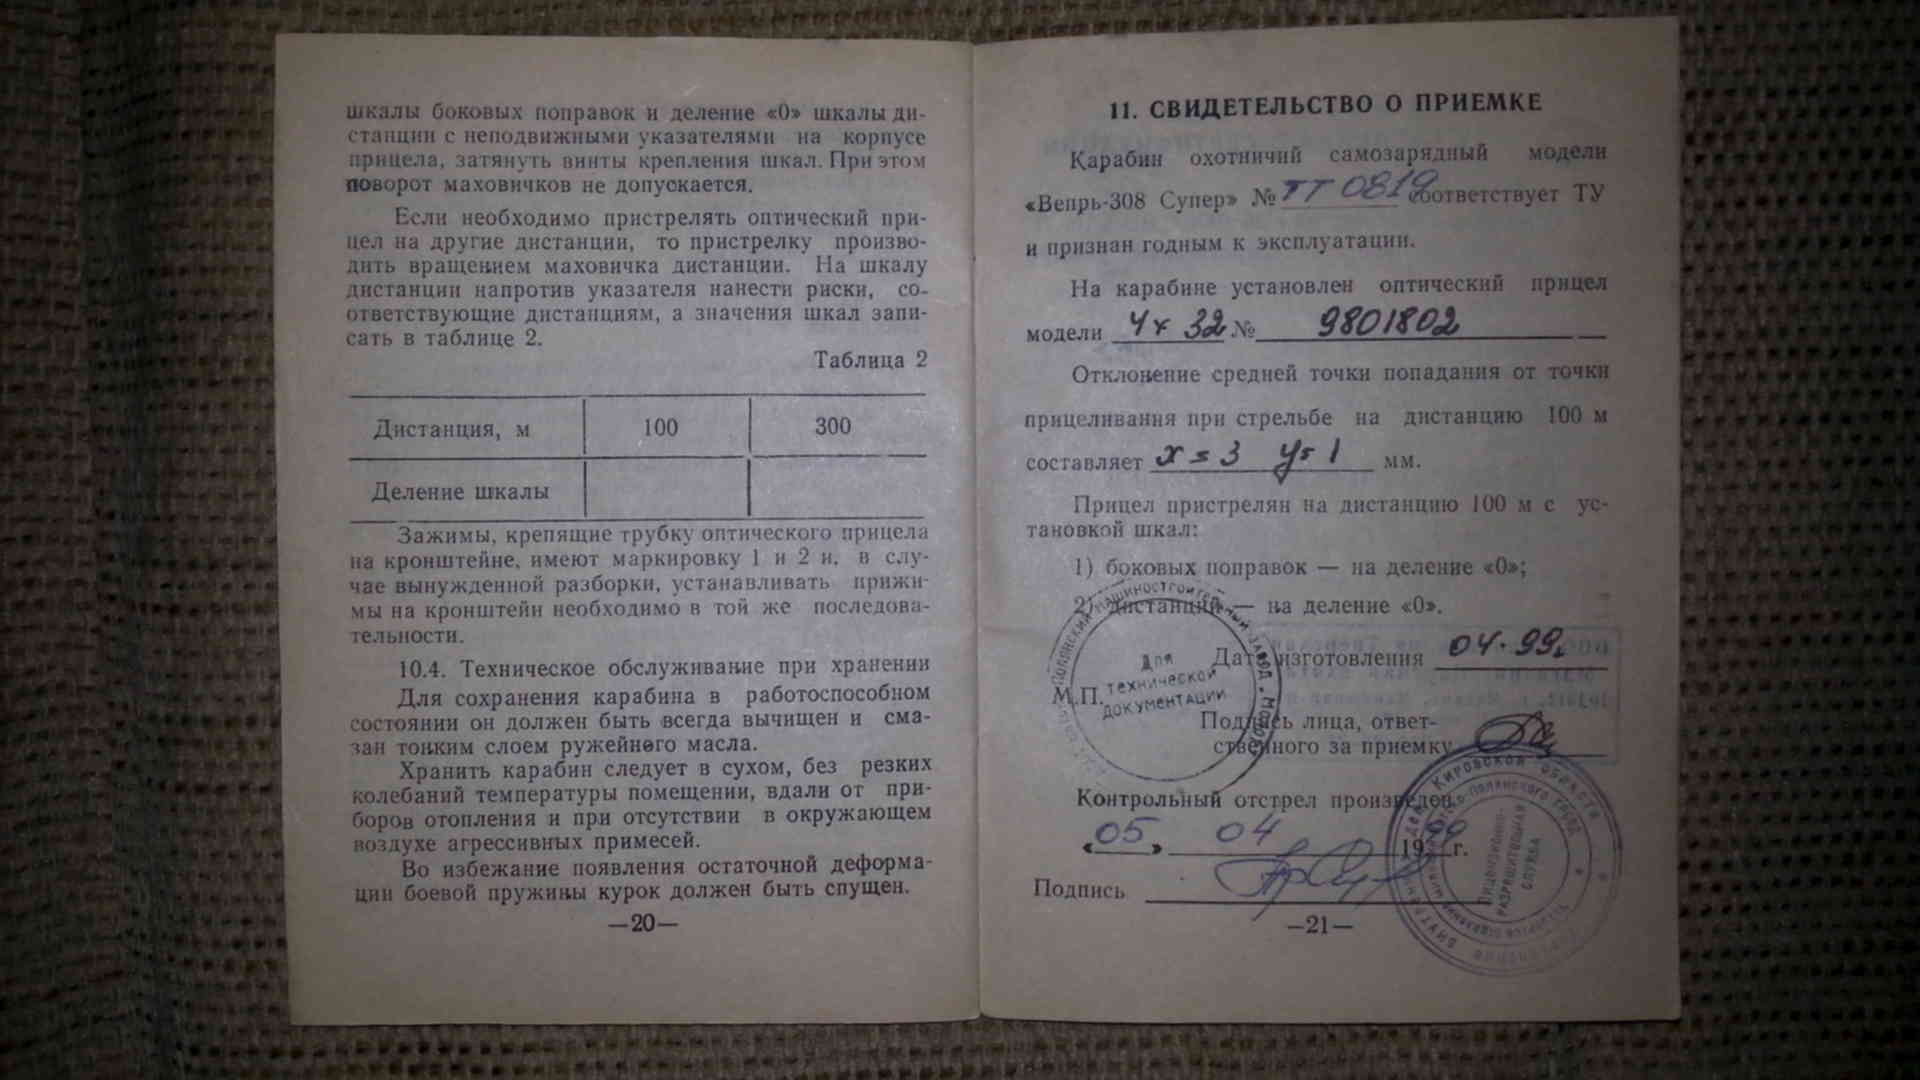 шкалы боковых поправок и деление «0» шкалы ди-
станции с неподвижными указателями на корпусе
прицела, затянуть винты крепления шкал. При этом
поворот маховичков не допускается.
Если необходимо пристрелять оптический при-
цел на другие дистанции, то пристрелку произво-
дить вращением маховичка дистанции. На шкалу
дистанции напротив указателя нанести риски, со-
ответствующие дистанциям, а значения шкал запи-
сать в таблице 2.
Таблица 2
Дистанция, м 100 300
Деление шкалы
Зажимы, крепящие трубку оптического прицела
на кронштейне, имеют маркировку 1 и 2 и, в слу-
чае вынужденной разборки, устанавливать прижи-
мы на кронштейн необходимо в той же последова-
тельности.
10.4. Техническое обслуживание при хранении
Для сохранения карабина в работоспособном
состоянии он должен быть всегда вычищен и сма-
зан тонким слоем ружейного масла.
Хранить карабин следует в сухом, без резких
колебаний температуры помещении, вдали от при-
боров отопления и при отсутствии в окружающем
воздухе агрессивных примесей.
Во избежание появления остаточной деформа-
ции боевой пружины курок должен быть спущен.
—20—
11. СВИДЕТЕЛЬСТВО О ПРИЕМКЕ
Карабин охотничий самозарядный модели
«Вепрь-308 Супер» № ТТ 0819 соответствует ТУ
и признан годным к эксплуатации.
На карабине установлен оптический прицел
модели 4х32 № 9801802
Отклонение средней точки попадания от точки
прицеливания при стрельбе на дистанцию 100 м
составляет х=3 у=1 мм.
Прицел пристрелян на дистанцию 100 м с ус-
тановкой шкал:
1) боковых поправок — на деление «0»;
2) дистанций — на деление «0».
Дата изготовления 04.99г.
М.П.
Для
технической
документации
Подпись лица, ответ-
ственного за приемку
Контрольный отстрел произведен
«05» 04 1999 г.
Подпись
Лицензионно-
разрешительная
служба
—21—